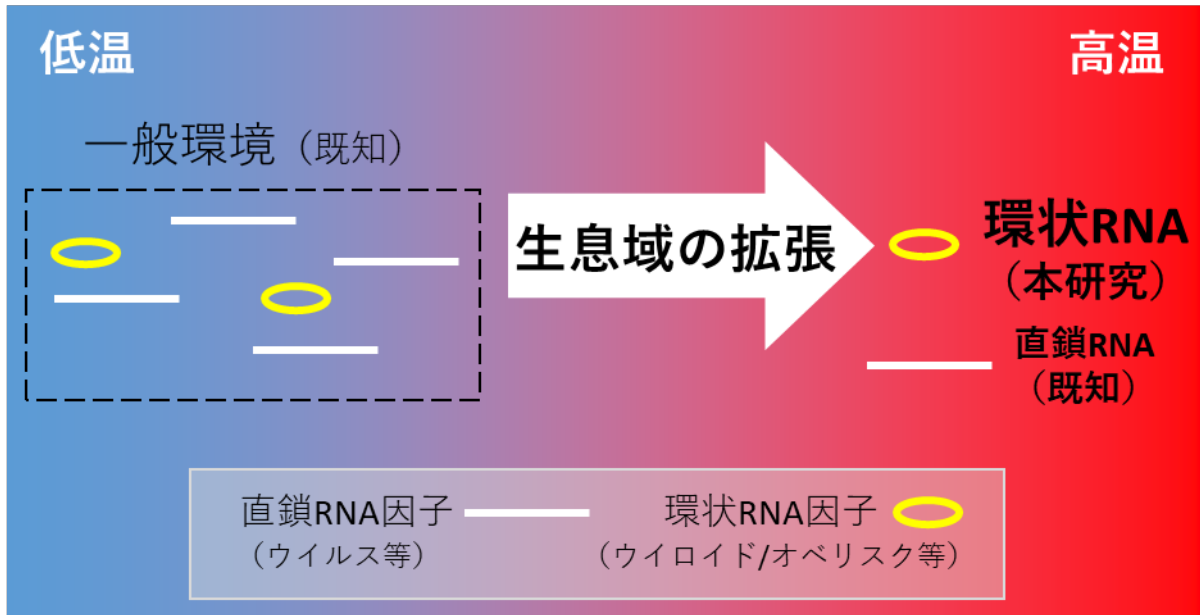 低温
高温
一般環境（既知）
生息域の拡張
環状RNA
（本研究）
直鎖RNA
（既知）
直鎖RNA因子
（ウイルス等）
環状RNA因子
（ウイロイド/オベリスク等）